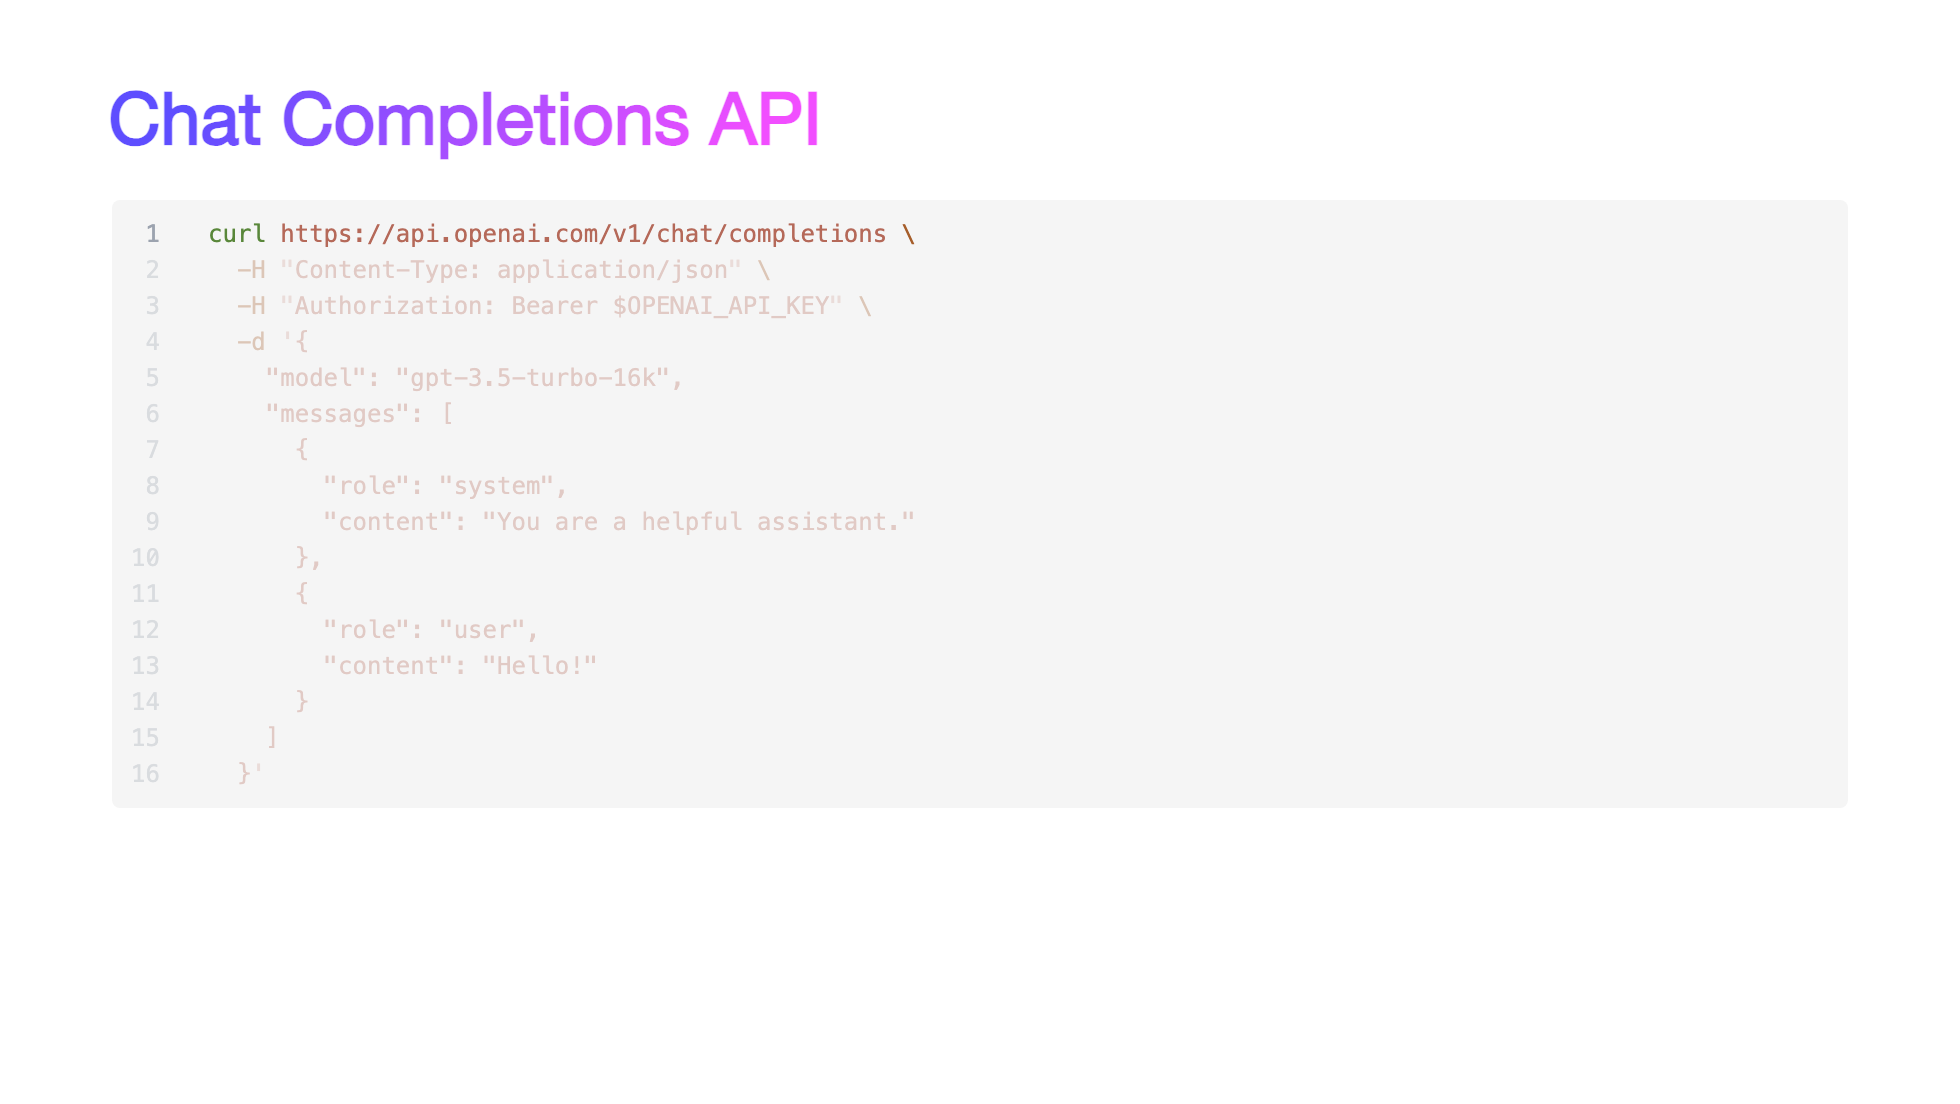 Chat Completions API
1 curl https://api.openai.com/v1/chat/completions \
2 -H "Content-Type: application/json" \
3 -H "Authorization: Bearer $OPENAI_API_KEY" \
4 -d '{
5 "model": "gpt-3.5-turbo-16k",
6 "messages": [
7 {
8 "role": "system",
9 "content": "You are a helpful assistant."
10 },
11 {
12 "role": "user",
13 "content": "Hello!"
14 }
15 ]
16 }'